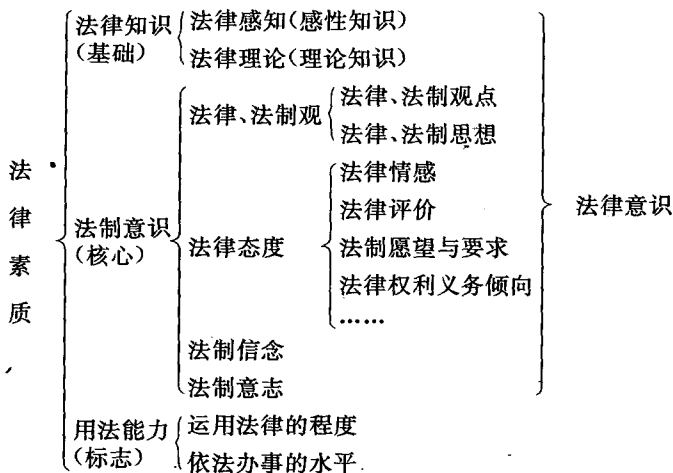 法律素质
法律知识
(基础)
法律感知(感性知识)
法律理论(理论知识)
法制意识
(核心)
法律、法制观
法律、法制观点
法律、法制思想
法律态度
法律情感
法律评价
法制愿望与要求
法律权利义务倾向
……
法制信念
法制意志
法律意识
用法能力
(标志)
运用法律的程度
依法办事的水平